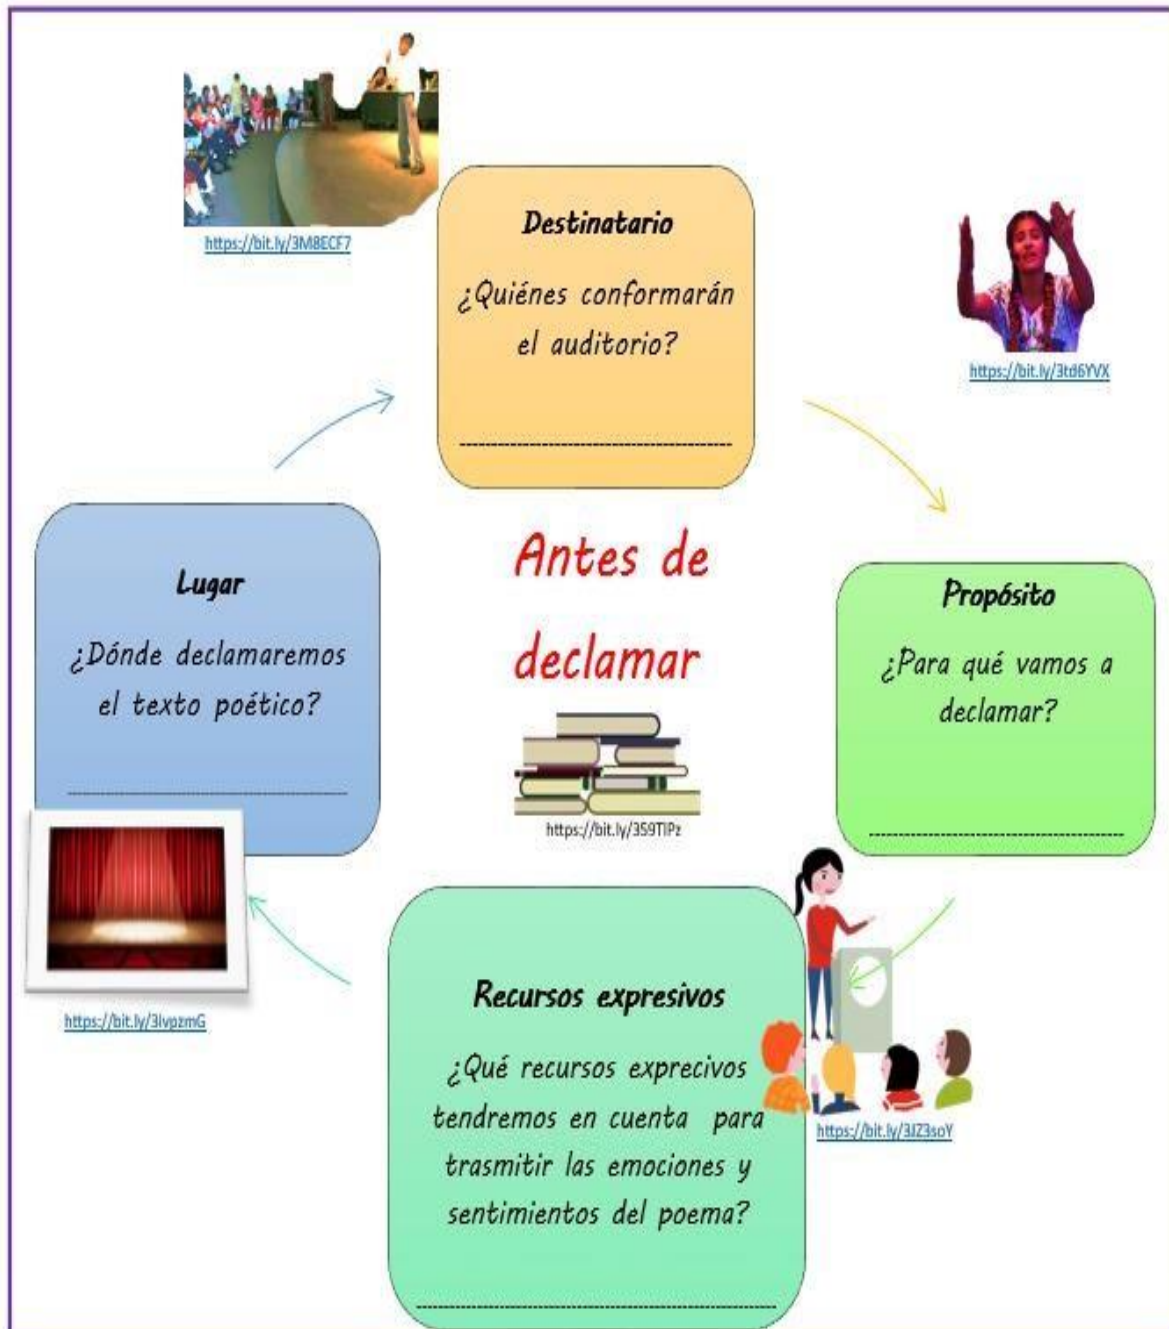 https://bit.ly/3M8ECF7
Destinatario
¿Quiénes conformarán
el auditorio?
https://bit.ly/3td6YVX
Lugar
¿Dónde declamaremos
el texto poético?
Antes de
declamar
https://bit.ly/359TlPz
Propósito
¿Para qué vamos a
declamar?
https://bit.ly/3IvpzmG
Recursos expresivos
¿Qué recursos exprecivos
tendremos en cuenta para
trasmitir las emociones y
sentimientos del poema?
https://bit.ly/3JZ3soY